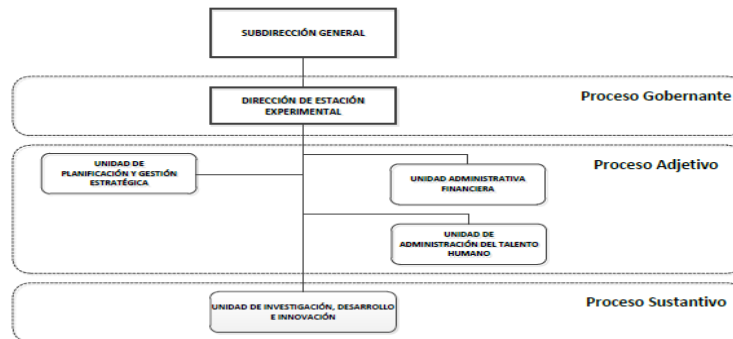 SUBDIRECCIÓN GENERAL
DIRECCIÓN DE ESTACIÓN
EXPERIMENTAL
Proceso Gobernante
Proceso Adjetivo
UNIDAD DE
PLANIFICACIÓN Y GESTIÓN
ESTRATÉGICA
UNIDAD ADMINISTRATIVA
FINANCIERA
UNIDAD DE
ADMINISTRACIÓN DEL TALENTO
HUMANO
UNIDAD DE INVESTIGACIÓN, DESARROLLO
E INNOVACIÓN
Proceso Sustantivo